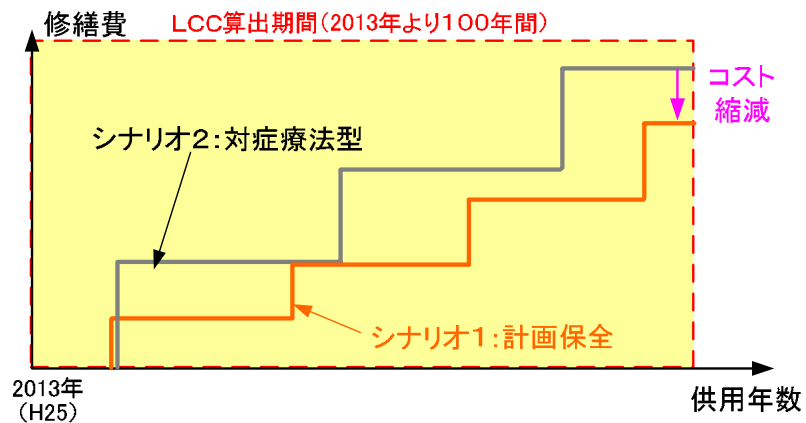 修繕費
LCC算出期間(2013年より100年間)
コスト
縮減
シナリオ2:対症療法型
シナリオ1:計画保全
2013年
(H25)
供用年数